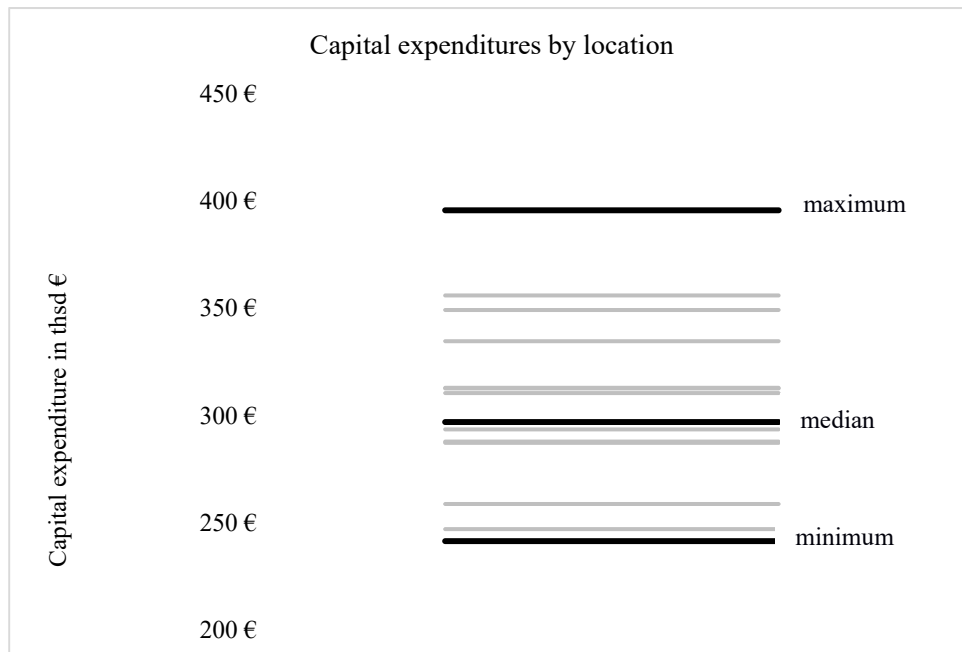 Capital expenditures by location
450 €
400 €
maximum
350 €
Capital expenditure in thsd €
300 €
median
250 €
minimum
200 €